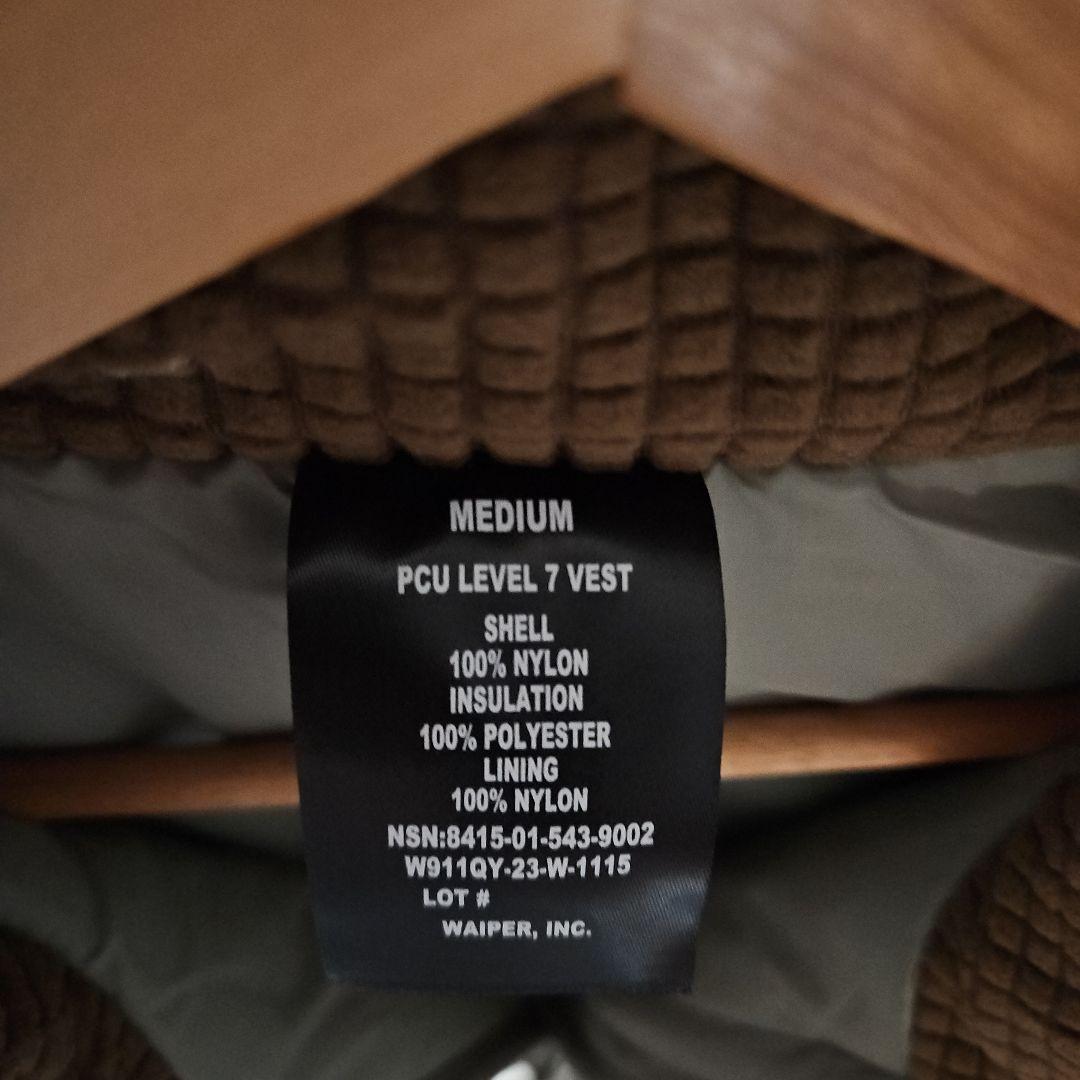 MEDIUM
PCU LEVEL 7 VEST
SHELL
100% NYLON
INSULATION
100% POLYESTER
LINING
100% NYLON
NSN:8415-01-543-9002
W911QY-23-W-1115
LOT #
WAIPER, INC.